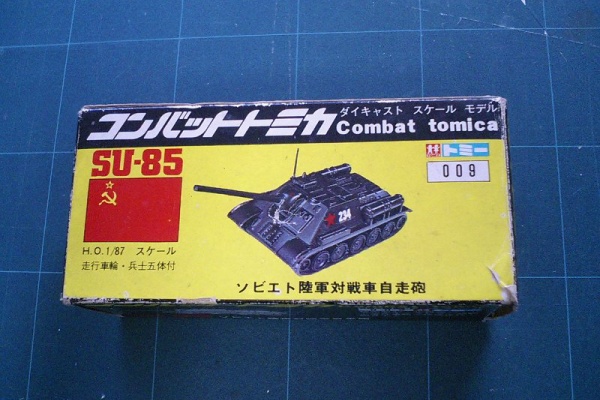 コンバットトミカ
ダイキャスト スケール モデル
Combat tomica
SU-85
トミー
009
234
H.O.1/87 スケール
走行車輪・兵士五体付
ソビエト陸軍対戦車自走砲